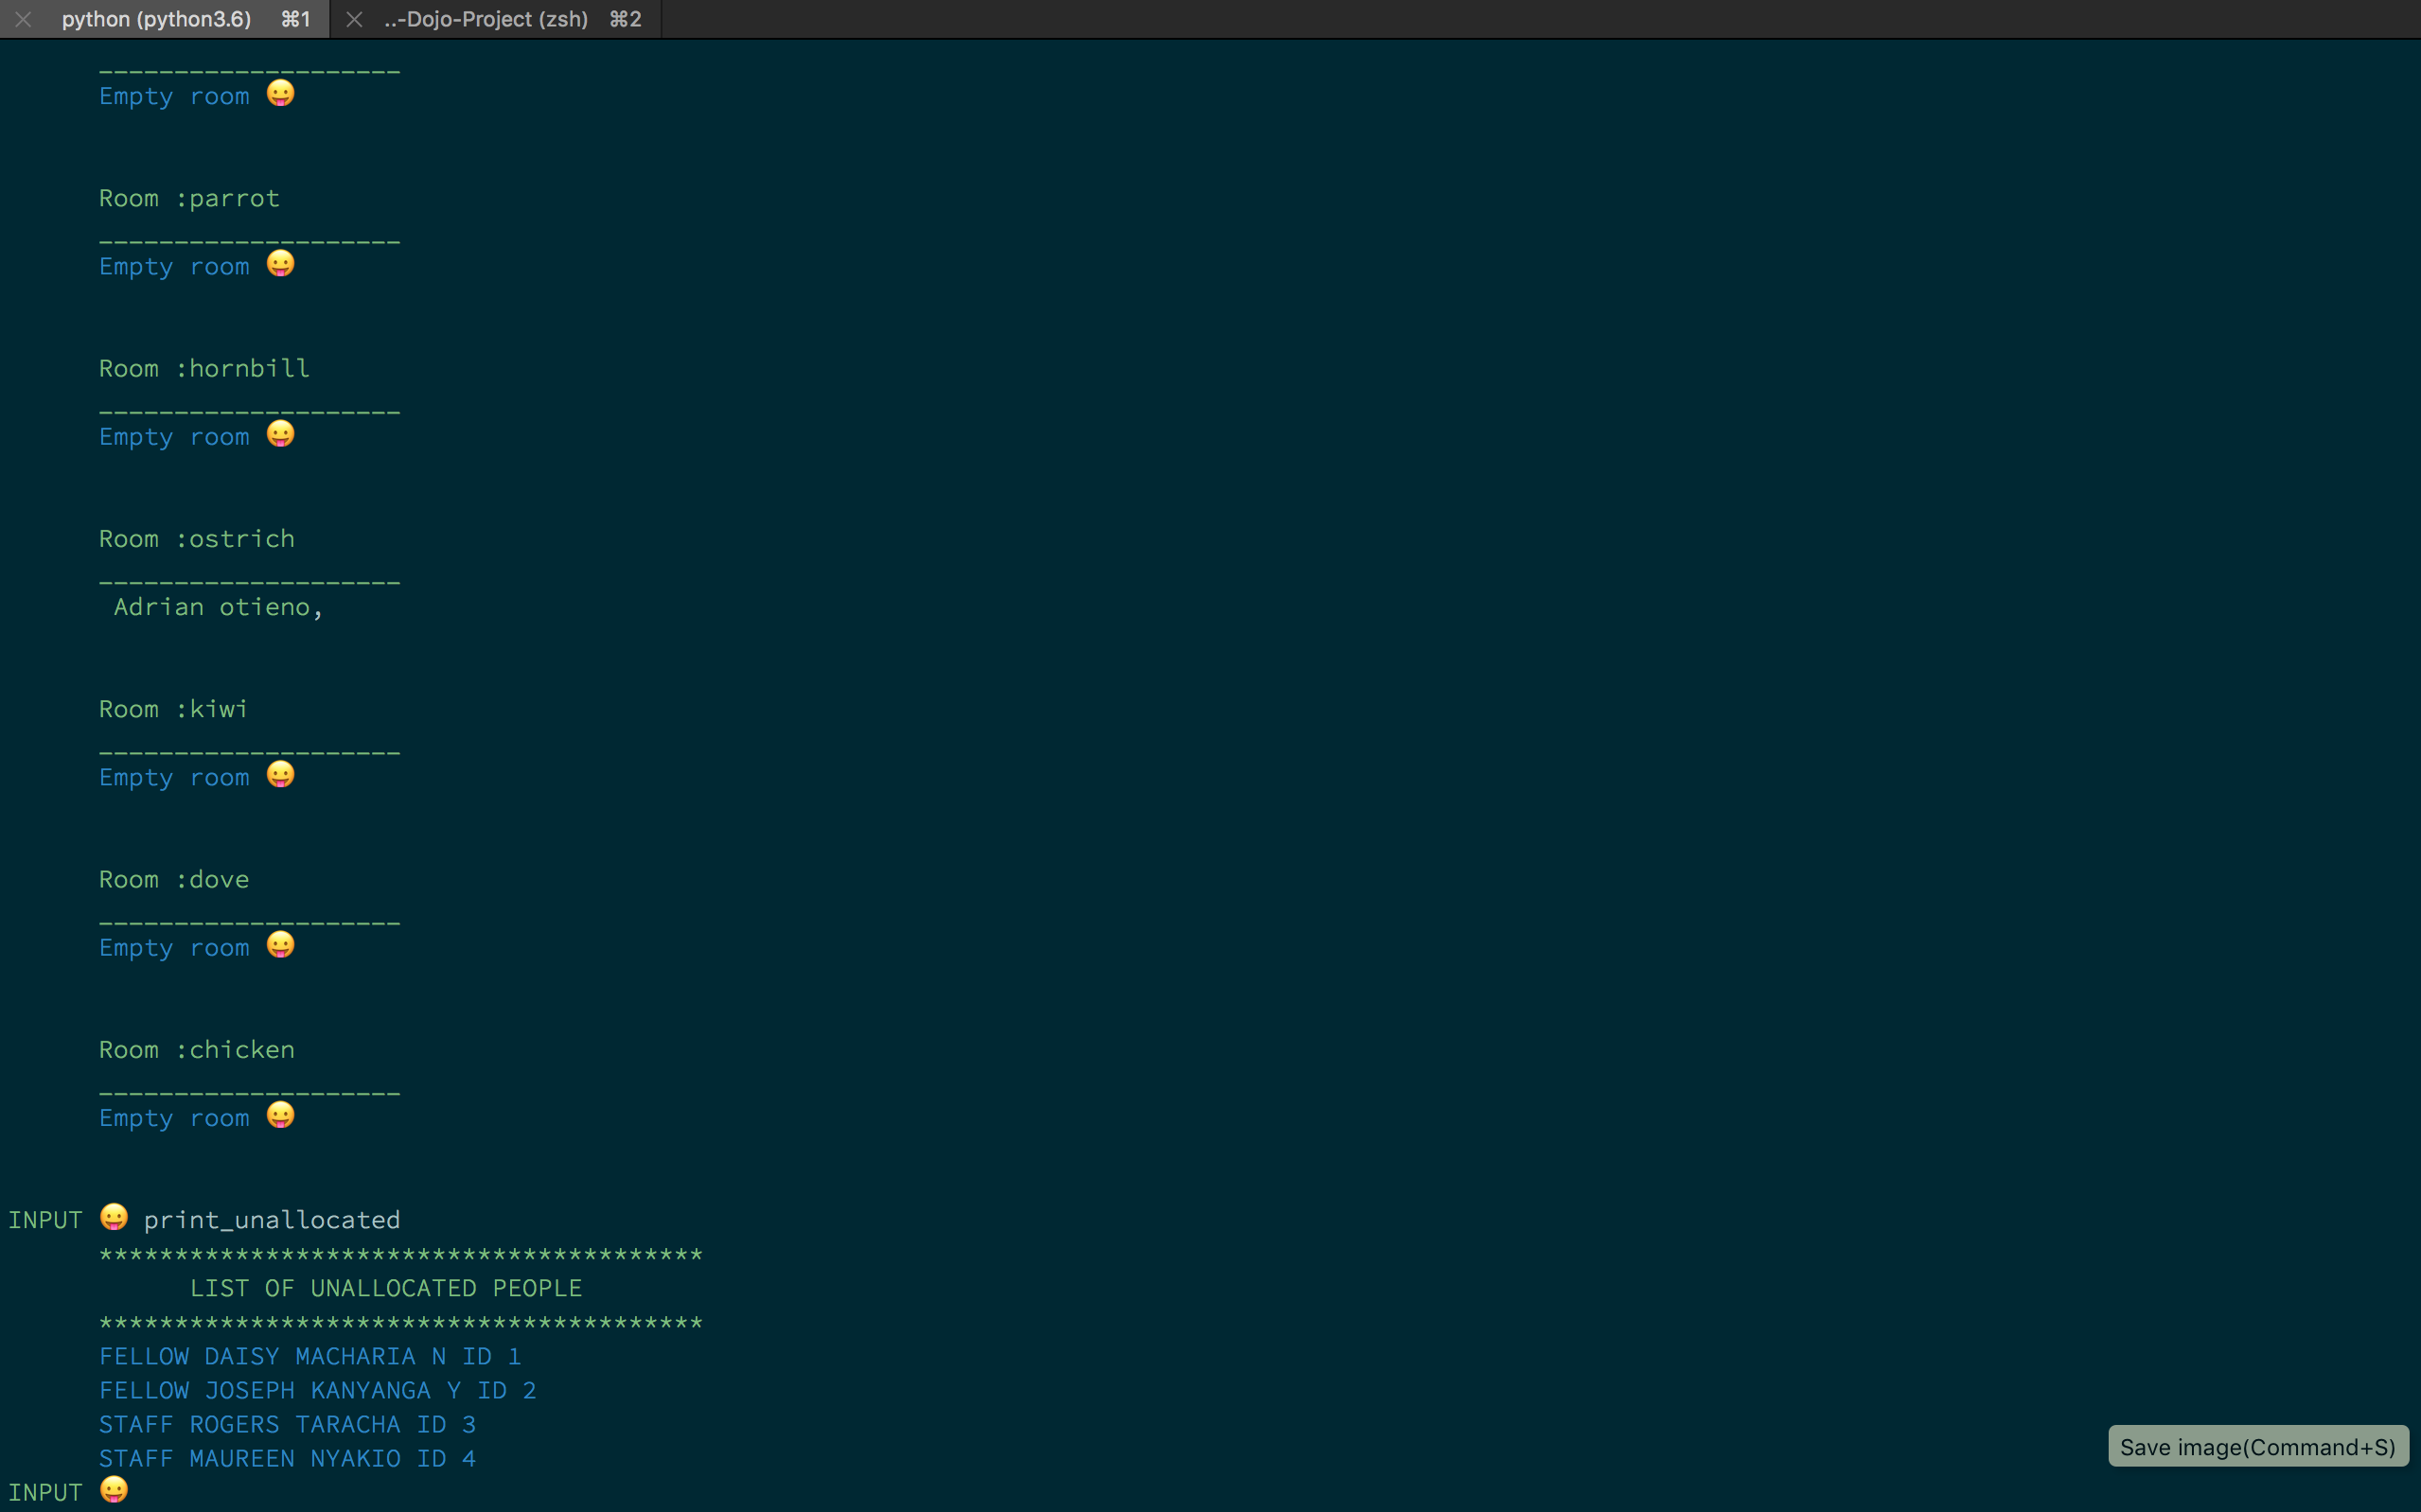 python (python3.6) ⌘1 ..-Dojo-Project (zsh) ⌘2
--------------------
Empty room 😛
Room :parrot
--------------------
Empty room 😛
Room :hornbill
--------------------
Empty room 😛
Room :ostrich
--------------------
Adrian otieno,
Room :kiwi
--------------------
Empty room 😛
Room :dove
--------------------
Empty room 😛
Room :chicken
--------------------
Empty room 😛
INPUT 😛 print_unallocated
****************************************
LIST OF UNALLOCATED PEOPLE
****************************************
FELLOW DAISY MACHARIA N ID 1
FELLOW JOSEPH KANYANGA Y ID 2
STAFF ROGERS TARACHA ID 3
STAFF MAUREEN NYAKIO ID 4
INPUT 😛
Save image(Command+S)